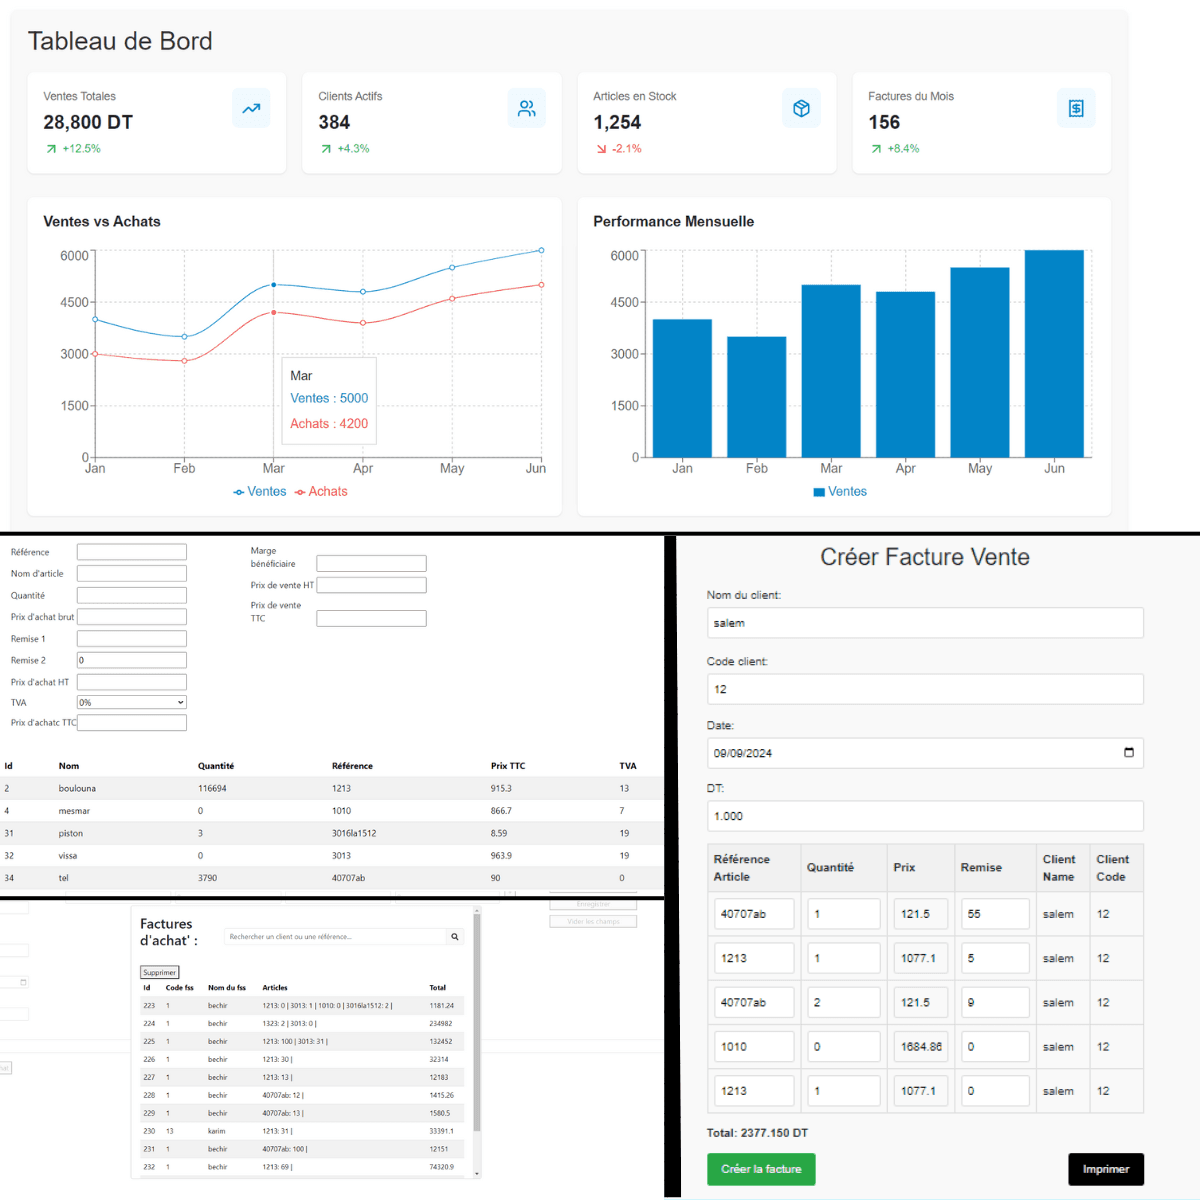 Tableau de Bord
Ventes Totales
28,800 DT
+12.5%
Clients Actifs
384
+4.3%
Articles en Stock
1,254
-2.1%
Factures du Mois
156
+8.4%
Ventes vs Achats
6000
4500
3000
1500
0
Jan Feb Mar Apr May Jun
Mar
Ventes : 5000
Achats : 4200
Ventes Achats
Performance Mensuelle
6000
4500
3000
1500
0
Jan Feb Mar Apr May Jun
Ventes
Référence
Nom d'article
Quantité
Prix d'achat brut
Remise 1
Remise 2 0
Prix d'achat HT
TVA 0%
Prix d'achatc TTC
Marge
bénéficiaire
Prix de vente HT
Prix de vente
TTC
Id Nom Quantité Référence Prix TTC TVA
2 boulouna 116694 1213 915.3 13
4 mesmar 0 1010 866.7 7
31 piston 3 3016la1512 8.59 19
32 vissa 0 3013 963.9 19
34 tel 3790 40707ab 90 0
Enregistrer
Vider les champs
Factures
d'achat' :
Rechercher un client ou une référence...
Supprimer
Id Code fss Nom du fss Articles Total
223 1 bechir 1213: 0 | 3013: 1 | 1010: 0 | 3016la1512: 2 | 1181.24
224 1 bechir 1323: 2 | 3013: 0 | 234982
225 1 bechir 1213: 100 | 3013: 31 | 132452
226 1 bechir 1213: 30 | 32314
227 1 bechir 1213: 13 | 12183
228 1 bechir 40707ab: 12 | 1415.26
229 1 bechir 40707ab: 13 | 1580.5
230 13 karim 1213: 31 | 33391.1
231 1 bechir 40707ab: 100 | 12151
232 1 bechir 1213: 69 | 74320.9
Créer Facture Vente
Nom du client:
salem
Code client:
12
Date:
09/09/2024
DT:
1.000
Référence Article Quantité Prix Remise Client Name Client Code
40707ab 1 121.5 55 salem 12
1213 1 1077.1 5 salem 12
40707ab 2 121.5 9 salem 12
1010 0 1684.86 0 salem 12
1213 1 1077.1 0 salem 12
Total: 2377.150 DT
Créer la facture
Imprimer